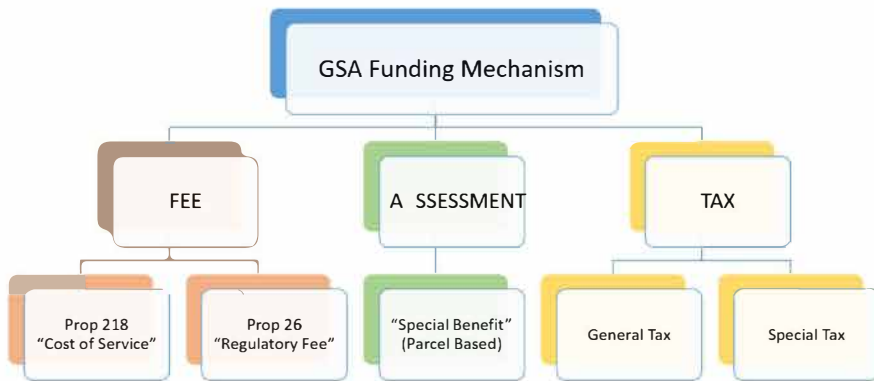 GSA Funding Mechanism
FEE
A SSESSMENT
TAX
Prop 218
“Cost of Service”
Prop 26
“Regulatory Fee”
“Special Benefit”
(Parcel Based)
General Tax
Special Tax